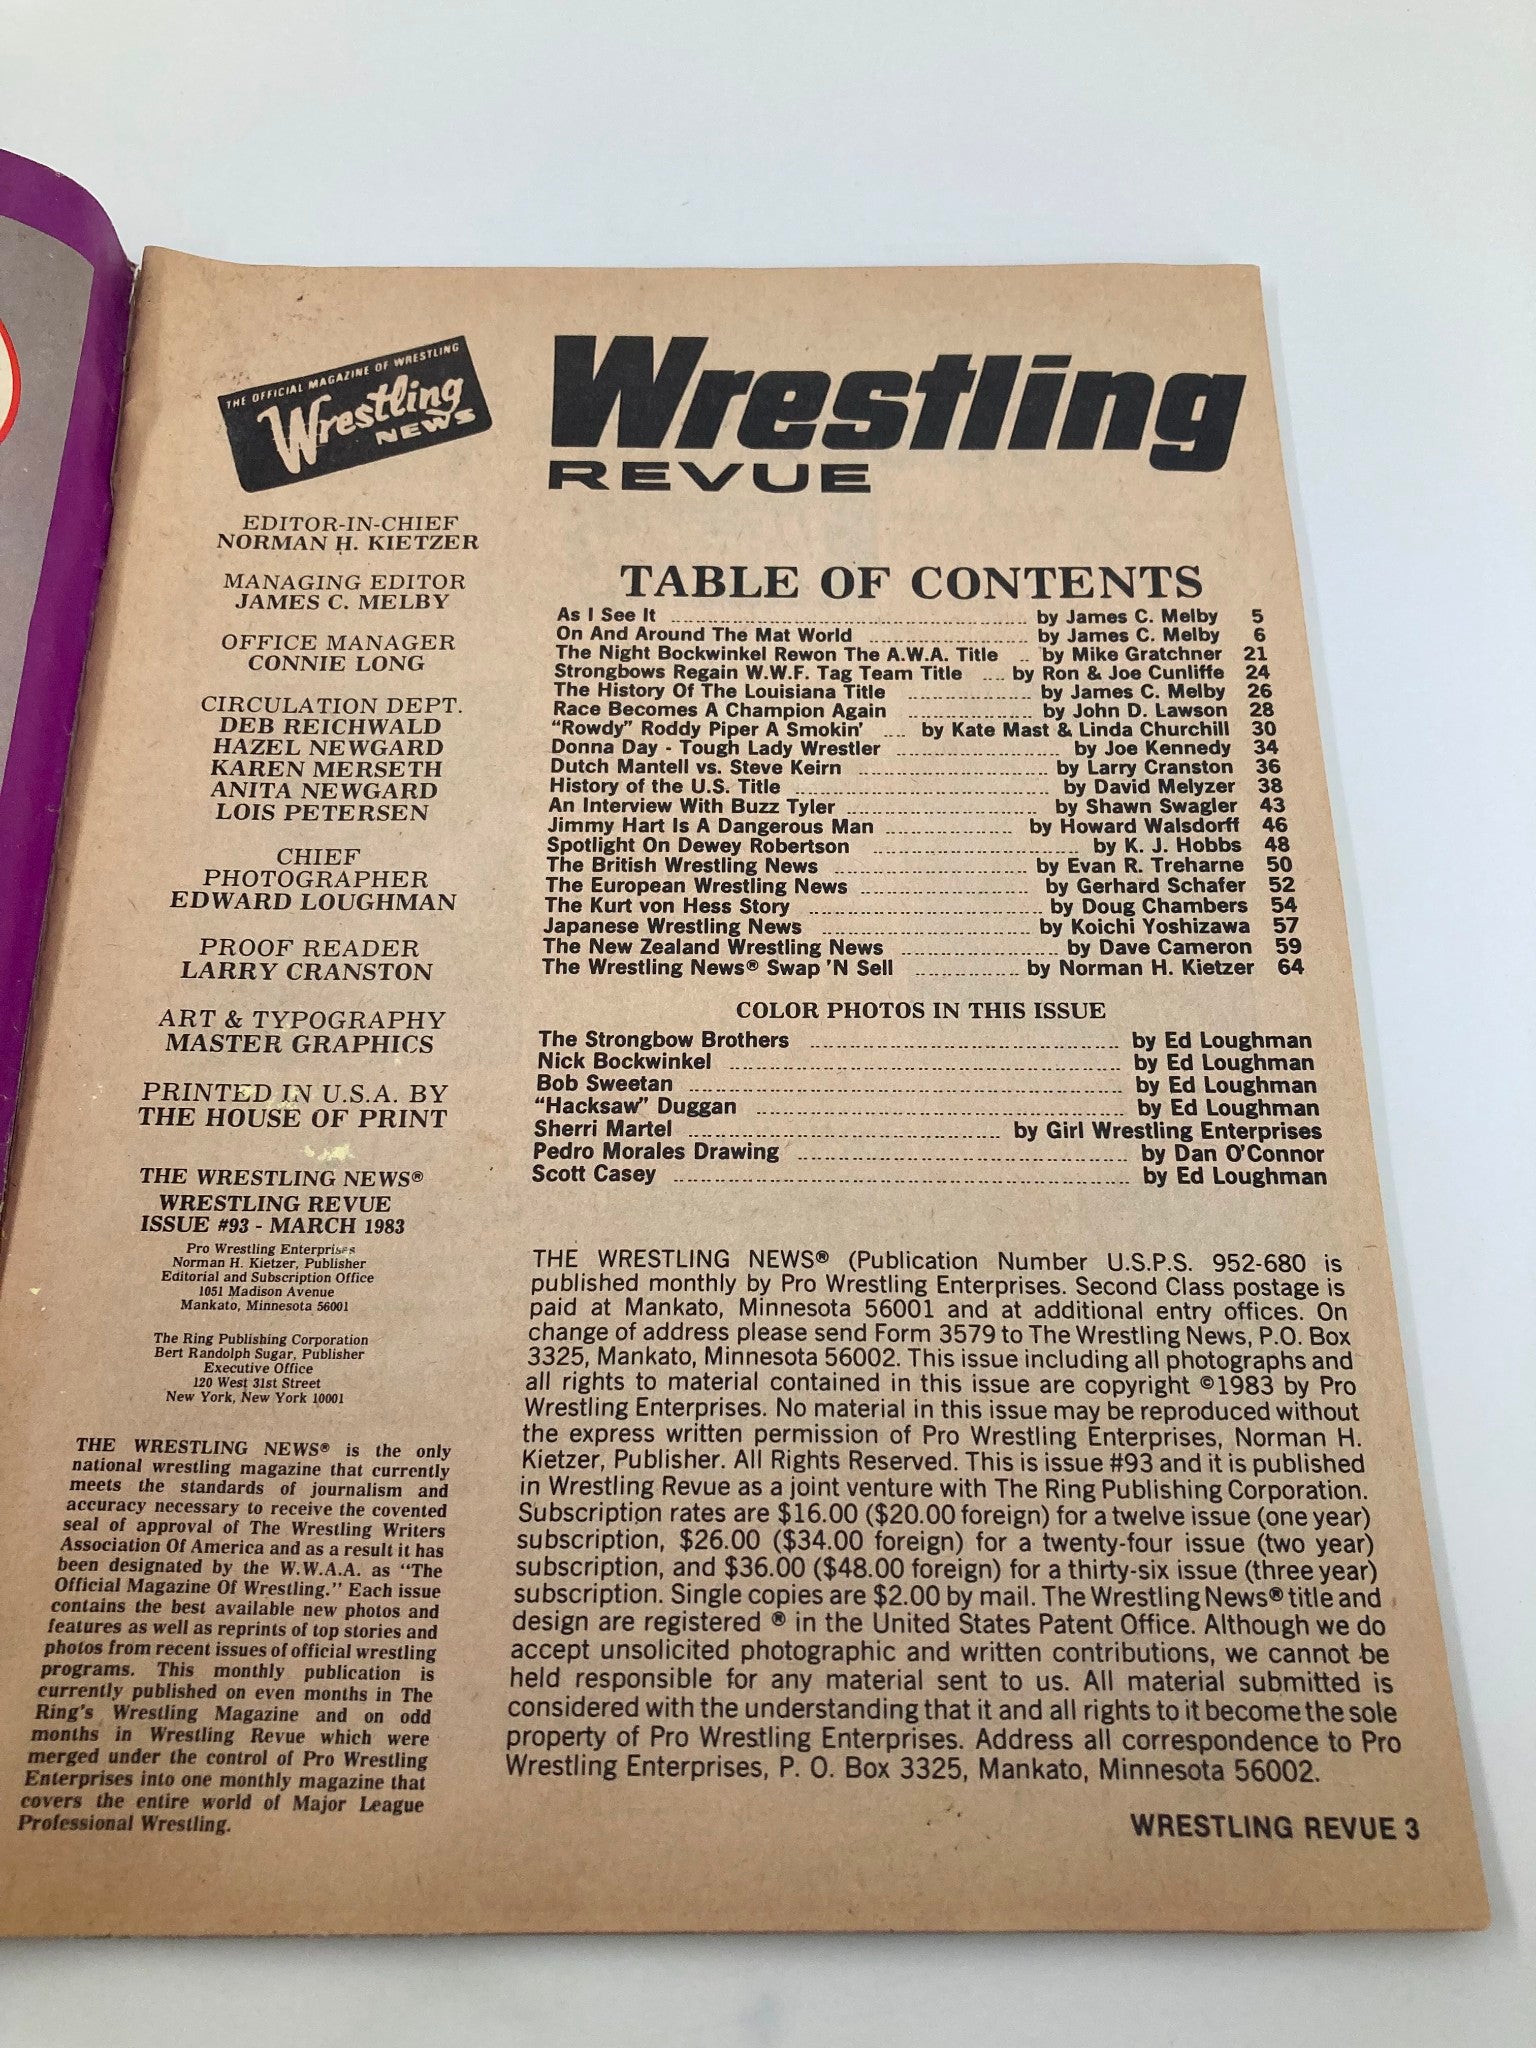 THE OFFICIAL MAGAZINE OF WRESTLING
Wrestling
NEWS
EDITOR-IN-CHIEF
NORMAN H. KIETZER
MANAGING EDITOR
JAMES C. MELBY
OFFICE MANAGER
CONNIE LONG
CIRCULATION DEPT.
DEB REICHWALD
HAZEL NEWGARD
KAREN MERSETH
ANITA NEWGARD
LOIS PETERSEN
CHIEF
PHOTOGRAPHER
EDWARD LOUGHMAN
PROOF READER
LARRY CRANSTON
ART & TYPOGRAPHY
MASTER GRAPHICS
PRINTED IN U.S.A. BY
THE HOUSE OF PRINT
THE WRESTLING NEWS®
WRESTLING REVUE
ISSUE #93 - MARCH 1983
Pro Wrestling Enterprises
Norman H. Kietzer, Publisher
Editorial and Subscription Office
1051 Madison Avenue
Mankato, Minnesota 56001
The Ring Publishing Corporation
Bert Randolph Sugar, Publisher
Executive Office
120 West 31st Street
New York, New York 10001
THE WRESTLING NEWS® is the only
national wrestling magazine that currently
meets the standards of journalism and
accuracy necessary to receive the covented
seal of approval of The Wrestling Writers
Association Of America and as a result it has
been designated by the W.W.A.A. as “The
Official Magazine Of Wrestling.” Each issue
contains the best available new photos and
features as well as reprints of top stories and
photos from recent issues of official wrestling
programs. This monthly publication is
currently published on even months in The
Ring's Wrestling Magazine and on odd
months in Wrestling Revue which were
merged under the control of Pro Wrestling
Enterprises into one monthly magazine that
covers the entire world of Major League
Professional Wrestling.
Wrestling
REVUE
TABLE OF CONTENTS
As I See It ........ by James C. Melby 5
On And Around The Mat World ........ by James C. Melby 6
The Night Bockwinkel Rewon The A.W.A. Title .. by Mike Gratchner 21
Strongbows Regain W.W.F. Tag Team Title .... by Ron & Joe Cunliffe 24
The History Of The Louisiana Title ........ by James C. Melby 26
Race Becomes A Champion Again ........ by John D. Lawson 28
“Rowdy” Roddy Piper A Smokin' .... by Kate Mast & Linda Churchill 30
Donna Day - Tough Lady Wrestler ........ by Joe Kennedy 34
Dutch Mantell vs. Steve Keirn ........ by Larry Cranston 36
History of the U.S. Title ........ by David Melyzer 38
An Interview With Buzz Tyler ........ by Shawn Swagler 43
Jimmy Hart Is A Dangerous Man ........ by Howard Walsdorff 46
Spotlight On Dewey Robertson ........ by K. J. Hobbs 48
The British Wrestling News ........ by Evan R. Treharne 50
The European Wrestling News ........ by Gerhard Schafer 52
The Kurt von Hess Story ........ by Doug Chambers 54
Japanese Wrestling News ........ by Koichi Yoshizawa 57
The New Zealand Wrestling News ........ by Dave Cameron 59
The Wrestling News® Swap 'N Sell ........ by Norman H. Kietzer 64
COLOR PHOTOS IN THIS ISSUE
The Strongbow Brothers ........ by Ed Loughman
Nick Bockwinkel ........ by Ed Loughman
Bob Sweetan ........ by Ed Loughman
“Hacksaw” Duggan ........ by Ed Loughman
Sherri Martel ........ by Girl Wrestling Enterprises
Pedro Morales Drawing ........ by Dan O'Connor
Scott Casey ........ by Ed Loughman
THE WRESTLING NEWS® (Publication Number U.S.P.S. 952-680 is
published monthly by Pro Wrestling Enterprises. Second Class postage is
paid at Mankato, Minnesota 56001 and at additional entry offices. On
change of address please send Form 3579 to The Wrestling News, P.O. Box
3325, Mankato, Minnesota 56002. This issue including all photographs and
all rights to material contained in this issue are copyright ©1983 by Pro
Wrestling Enterprises. No material in this issue may be reproduced without
the express written permission of Pro Wrestling Enterprises, Norman H.
Kietzer, Publisher. All Rights Reserved. This is issue #93 and it is published
in Wrestling Revue as a joint venture with The Ring Publishing Corporation.
Subscription rates are $16.00 ($20.00 foreign) for a twelve issue (one year)
subscription, $26.00 ($34.00 foreign) for a twenty-four issue (two year)
subscription, and $36.00 ($48.00 foreign) for a thirty-six issue (three year)
subscription. Single copies are $2.00 by mail. The Wrestling News® title and
design are registered ® in the United States Patent Office. Although we do
accept unsolicited photographic and written contributions, we cannot be
held responsible for any material sent to us. All material submitted is
considered with the understanding that it and all rights to it become the sole
property of Pro Wrestling Enterprises. Address all correspondence to Pro
Wrestling Enterprises, P. O. Box 3325, Mankato, Minnesota 56002.
WRESTLING REVUE 3